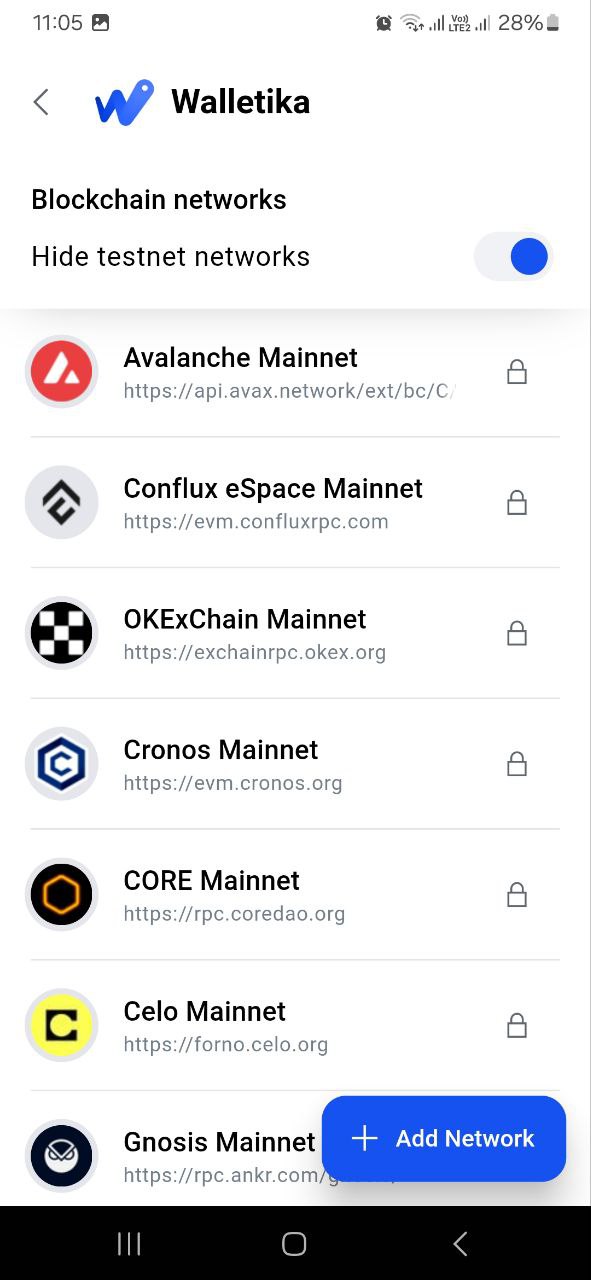 11:05 Vo)) LTE2 28%
Walletika
Blockchain networks
Hide testnet networks
Avalanche Mainnet
https://api.avax.network/ext/bc/C/
Conflux eSpace Mainnet
https://evm.confluxrpc.com
OKExChain Mainnet
https://exchainrpc.okex.org
Cronos Mainnet
https://evm.cronos.org
CORE Mainnet
https://rpc.coredao.org
Celo Mainnet
https://forno.celo.org
Gnosis Mainnet
https://rpc.ankr.com/
Add Network